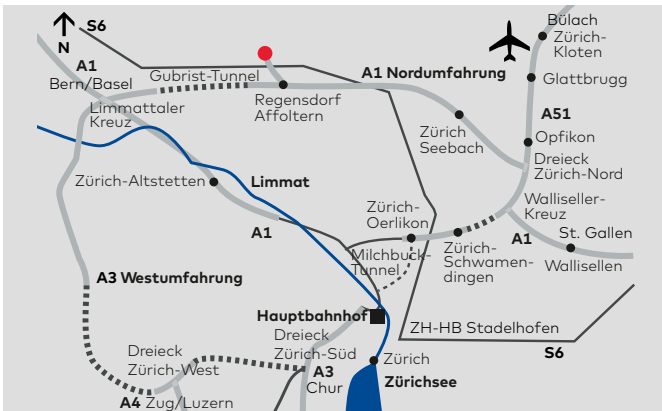 S6
N
A1
Bern/Basel
Gubrist-Tunnel
Limmattaler
Kreuz
Regensdorf
Affoltern
A1 Nordumfahrung
Bülach
Zürich-
Kloten
Glattbrugg
A51
Opfikon
Zürich
Seebach
Dreieck
Zürich-Nord
Zürich-Altstetten
Limmat
A1
Zürich-
Oerlikon
Walliseller-
Kreuz
A1
St. Gallen
Wallisellen
Milchbuck-
Tunnel
Zürich-
Schwamen-
dingen
A3 Westumfahrung
Hauptbahnhof
Dreieck
Zürich-Süd
ZH-HB Stadelhofen
S6
Dreieck
Zürich-West
A3
Chur
Zürich
Zürichsee
A4 Zug/Luzern